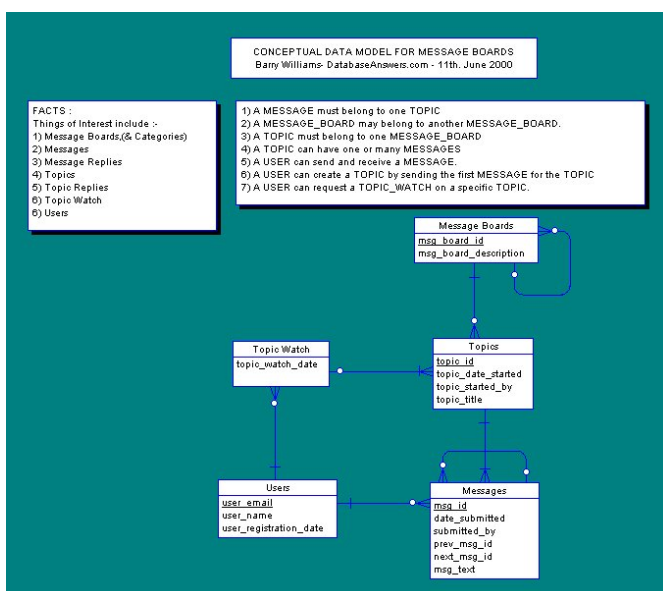 CONCEPTUAL DATA MODEL FOR MESSAGE BOARDS
Barry Williams- DatabaseAnswers.com - 11th. June 2000
FACTS :
Things of Interest include :-
1) Message Boards,(& Categories)
2) Messages
3) Message Replies
4) Topics
5) Topic Replies
6) Topic Watch
6) Users
1) A MESSAGE must belong to one TOPIC
2) A MESSAGE_BOARD may belong to another MESSAGE_BOARD.
3) A TOPIC must belong to one MESSAGE_BOARD
4) A TOPIC can have one or many MESSAGES
5) A USER can send and receive a MESSAGE.
6) A USER can create a TOPIC by sending the first MESSAGE for the TOPIC
7) A USER can request a TOPIC_WATCH on a specific TOPIC.
Message Boards
msg_board_id
msg_board_description
Topic Watch
topic_watch_date
Topics
topic_id
topic_date_started
topic_started_by
topic_title
Users
user_email
user_name
user_registration_date
Messages
msg_id
date_submitted
submitted_by
prev_msg_id
next_msg_id
msg_text